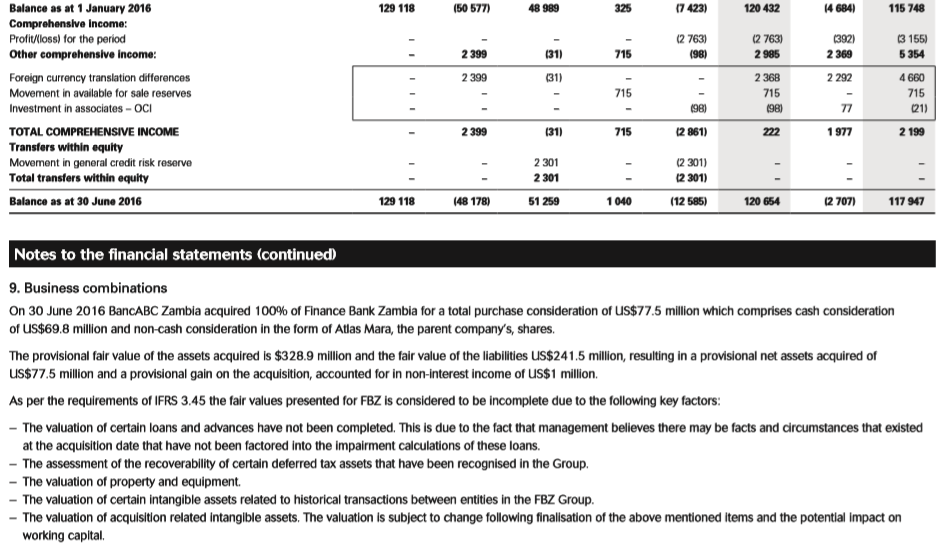 Balance as at 1 January 2016 129 118 (50 577) 48 989 325 (7 423) 120 432 (4 684) 115 748
Comprehensive income:
Profit/(loss) for the period – – – – (2 763) (2 763) (392) (3 155)
Other comprehensive income: – 2 399 (31) 715 (98) 2 985 2 369 5 354
Foreign currency translation differences – 2 399 (31) – – 2 368 2 292 4 660
Movement in available for sale reserves – – – 715 – 715 – 715
Investment in associates – OCI – – – – (98) (98) 77 (21)
TOTAL COMPREHENSIVE INCOME – 2 399 (31) 715 (2 861) 222 1 977 2 199
Transfers within equity
Movement in general credit risk reserve – – 2 301 – (2 301) – – –
Total transfers within equity – – 2 301 – (2 301) – – –
Balance as at 30 June 2016 129 118 (48 178) 51 259 1 040 (12 585) 120 654 (2 707) 117 947
Notes to the financial statements (continued)
9. Business combinations
On 30 June 2016 BancABC Zambia acquired 100% of Finance Bank Zambia for a total purchase consideration of US$77.5 million which comprises cash consideration
of US$69.8 million and non-cash consideration in the form of Atlas Mara, the parent company's, shares.
The provisional fair value of the assets acquired is $328.9 million and the fair value of the liabilities US$241.5 million, resulting in a provisional net assets acquired of
US$77.5 million and a provisional gain on the acquisition, accounted for in non-interest income of US$1 million.
As per the requirements of IFRS 3.45 the fair values presented for FBZ is considered to be incomplete due to the following key factors:
– The valuation of certain loans and advances have not been completed. This is due to the fact that management believes there may be facts and circumstances that existed
at the acquisition date that have not been factored into the impairment calculations of these loans.
– The assessment of the recoverability of certain deferred tax assets that have been recognised in the Group.
– The valuation of property and equipment.
– The valuation of certain intangible assets related to historical transactions between entities in the FBZ Group.
– The valuation of acquisition related intangible assets. The valuation is subject to change following finalisation of the above mentioned items and the potential impact on
working capital.